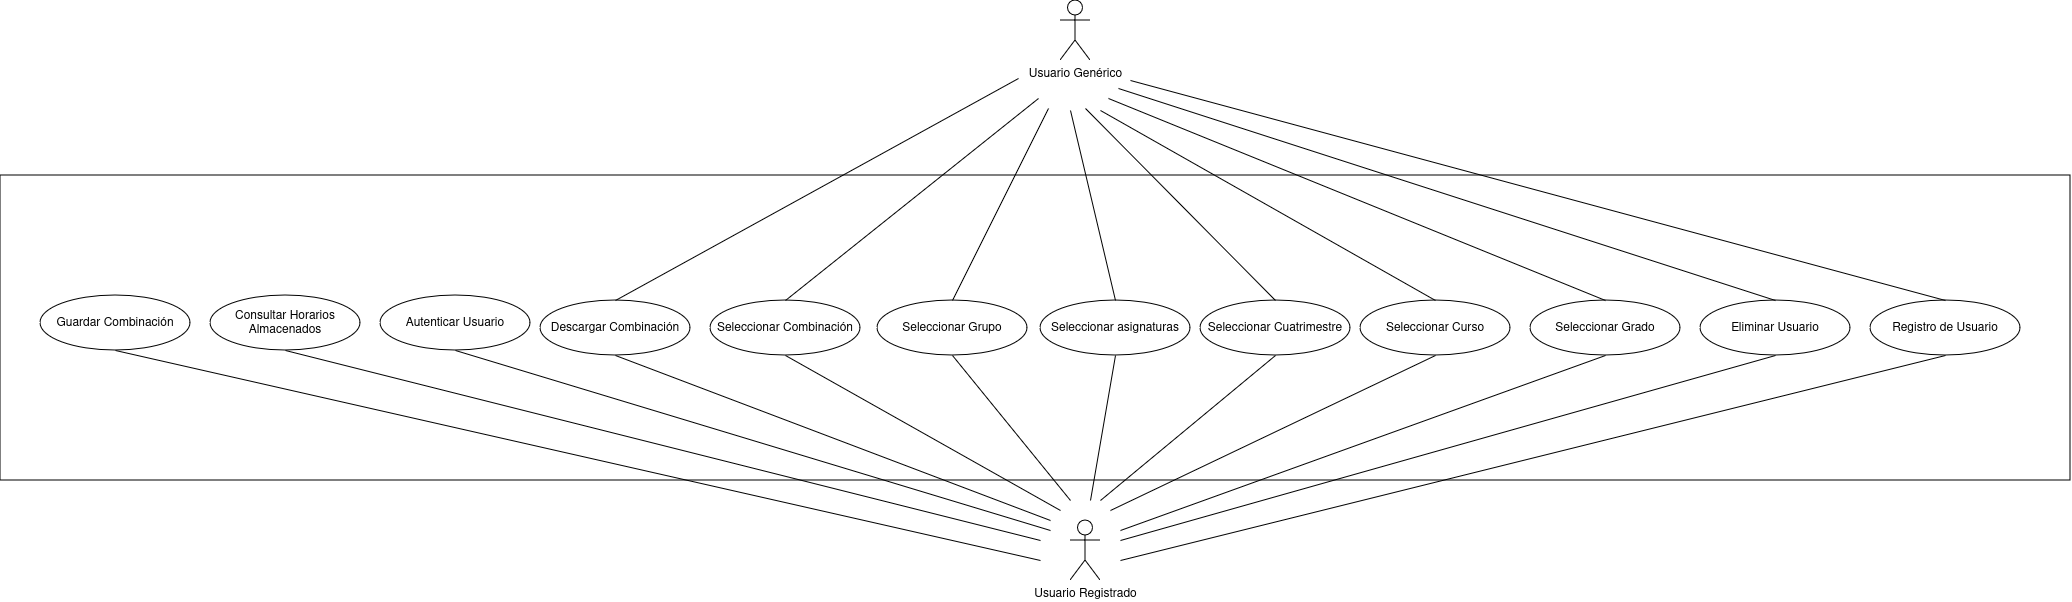 Usuario Genérico
Guardar Combinación
Consultar Horarios
Almacenados
Autenticar Usuario
Descargar Combinación
Seleccionar Combinación
Seleccionar Grupo
Seleccionar asignaturas
Seleccionar Cuatrimestre
Seleccionar Curso
Seleccionar Grado
Eliminar Usuario
Registro de Usuario
Usuario Registrado